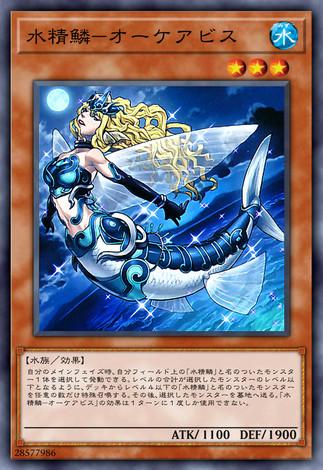 水精鱗－オーケアビス
水
【水族／効果】
自分のメインフェイズ時、自分フィールド上の「水精鱗」と名のついたモンスタ
ー１体を選択して発動できる。レベルの合計が選択したモンスターのレベル以
下となるように、デッキからレベル４以下の「水精鱗」と名のついたモンスター
を任意の数だけ特殊召喚する。その後、選択したモンスターを墓地へ送る。「水
精鱗－オーケアビス」の効果は１ターンに１度しか使用できない。
ATK/1100 DEF/1900
28577986